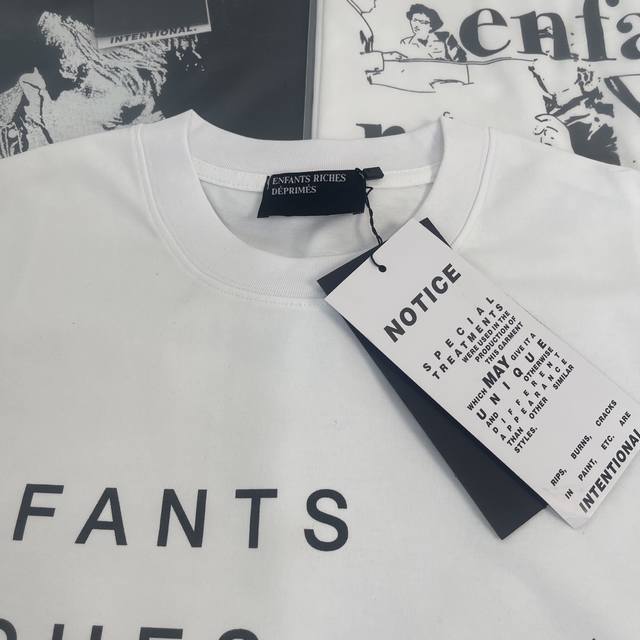 INTENTIONAL
enfa
ENFANTS RICHES
DÉPRIMÉS
NOTICE
SPECIAL
TREATMENTS
WERE USED IN THE
PRODUCTION OF
THIS GARMENT
WHICH MAY GIVE IT A
UNIQUE
AND OTHERWISE
DIFFERENT
APPEARANCE
THAN OTHER SIMILAR
STYLES.
RIPS, BURNS, CRACKS
IN PAINT, ETC. ARE
INTENTIONAL
FANTS